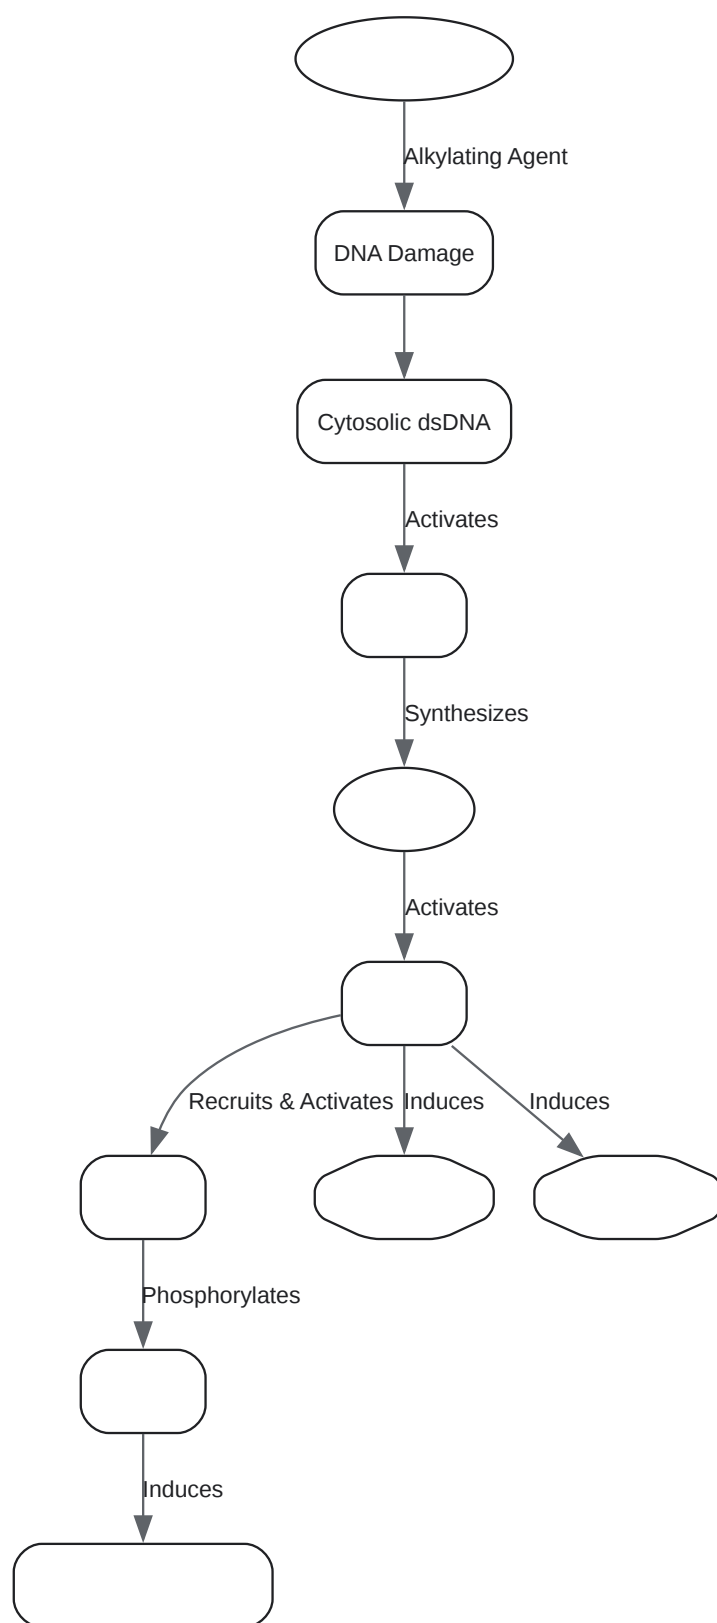 Alkylating Agent
DNA Damage
Cytosolic dsDNA
Activates
Synthesizes
Activates
Recruits & Activates
Induces
Induces
Phosphorylates
Induces